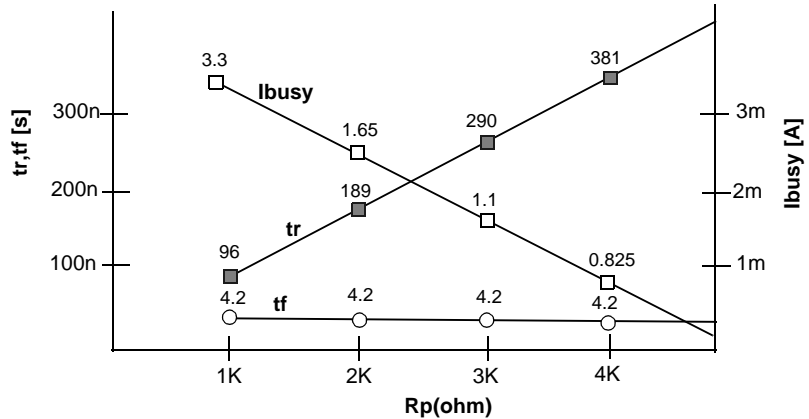 3.3
381
Ibusy
300n
290
3m
1.65
tr,tf [s]
Ibusy [A]
200n
189
1.1
2m
tr
96
0.825
100n
1m
4.2
tf
4.2
4.2
4.2
1K
2K
3K
4K
Rp(ohm)